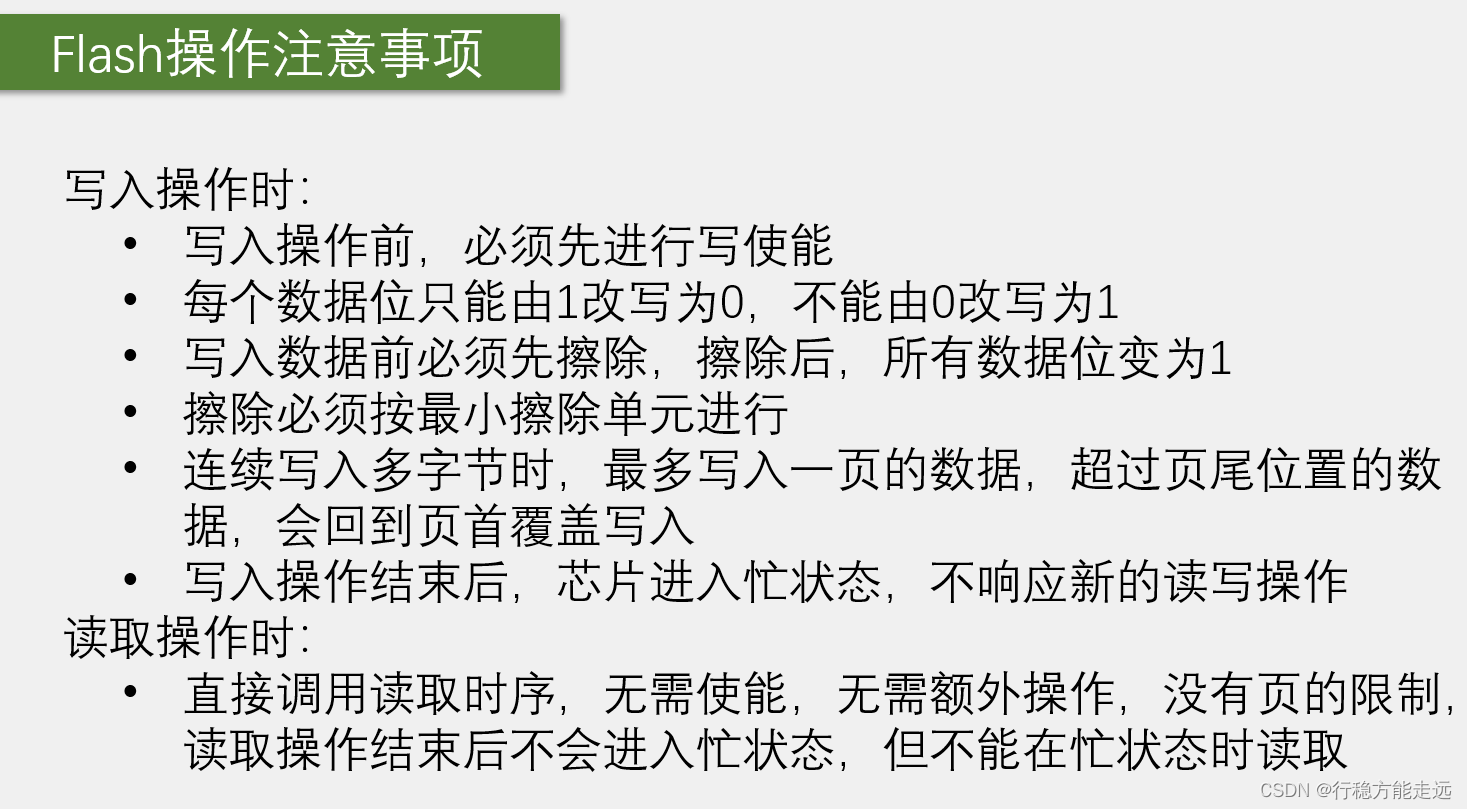 Flash操作注意事项
写入操作时：
• 写入操作前，必须先进行写使能
• 每个数据位只能由1改写为0，不能由0改写为1
• 写入数据前必须先擦除，擦除后，所有数据位变为1
• 擦除必须按最小擦除单元进行
• 连续写入多字节时，最多写入一页的数据，超过页尾位置的数
据，会回到页首覆盖写入
• 写入操作结束后，芯片进入忙状态，不响应新的读写操作
读取操作时：
• 直接调用读取时序，无需使能，无需额外操作，没有页的限制，
读取操作结束后不会进入忙状态，但不能在忙状态时读取
CSDN @行稳方能走远